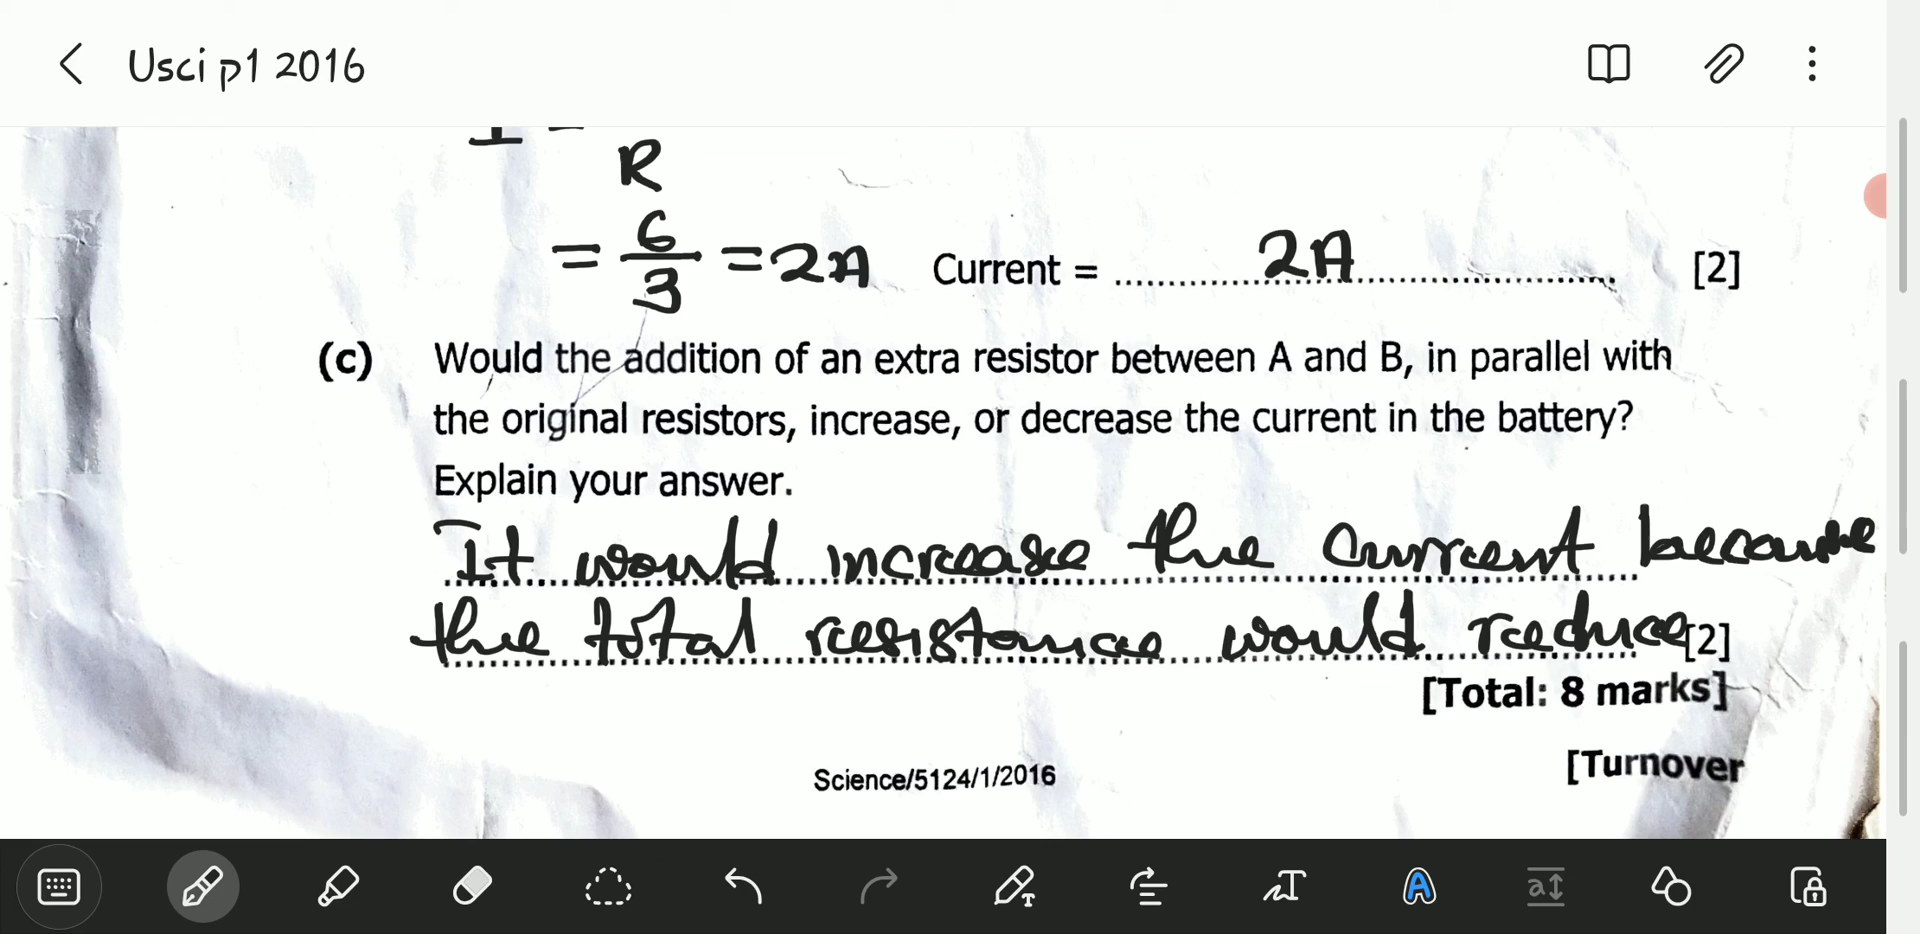 Usci p1 2016
I =
R
= 6/3 = 2A Current = ........ 2A ........ [2]
(c) Would the addition of an extra resistor between A and B, in parallel with
the original resistors, increase, or decrease the current in the battery?
Explain your answer.
It would increase the current because
the total resistance would reduce [2]
[Total: 8 marks]
[Turnover
Science/5124/1/2016